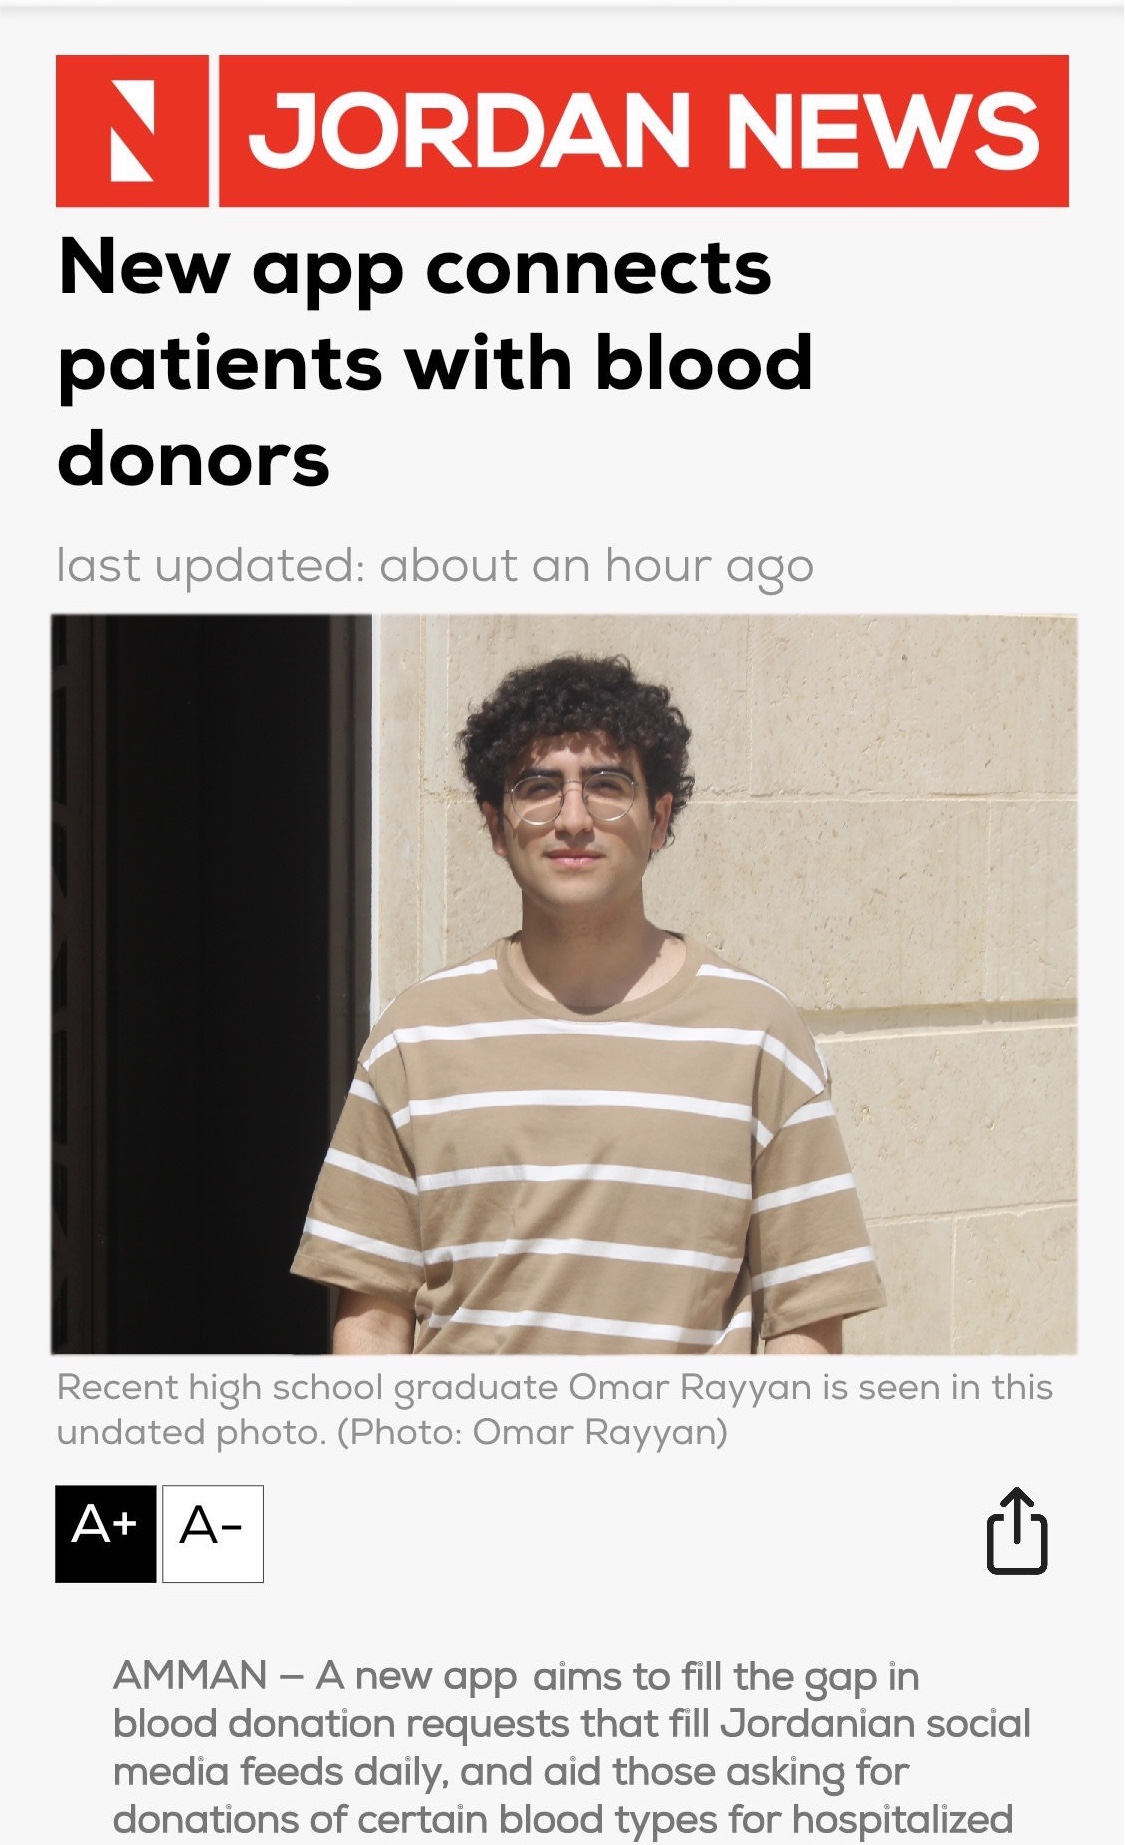 JORDAN NEWS
New app connects
patients with blood
donors
last updated: about an hour ago
Recent high school graduate Omar Rayyan is seen in this
undated photo. (Photo: Omar Rayyan)
A+ A-
AMMAN – A new app aims to fill the gap in
blood donation requests that fill Jordanian social
media feeds daily, and aid those asking for
donations of certain blood types for hospitalized